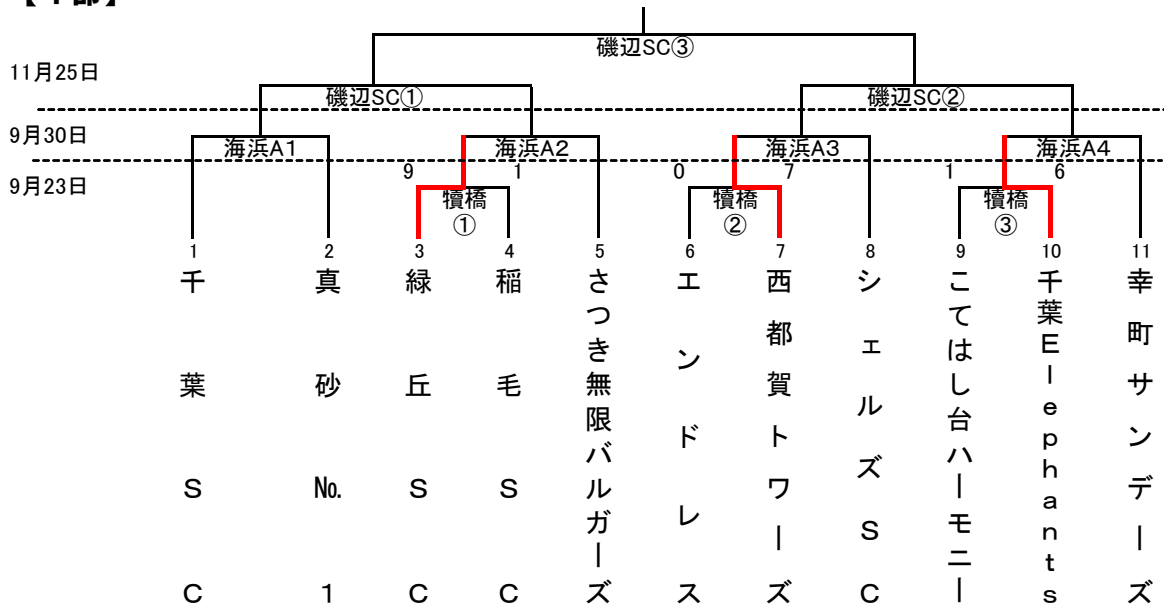 磯辺SC③
11月25日
磯辺SC① 磯辺SC②
9月30日
海浜A1 海浜A2 海浜A3 海浜A4
9 1 0 7 1 6
9月23日
犢橋① 犢橋② 犢橋③
1 2 3 4 5 6 7 8 9 10 11
千葉SC
真砂№1
緑丘SC
稲毛SC
さつき無限バルガーズ
エンドレス
西都賀トワーズ
シェルズSC
こてはし台ハーモニー
千葉Elephants
幸町サンデーズ